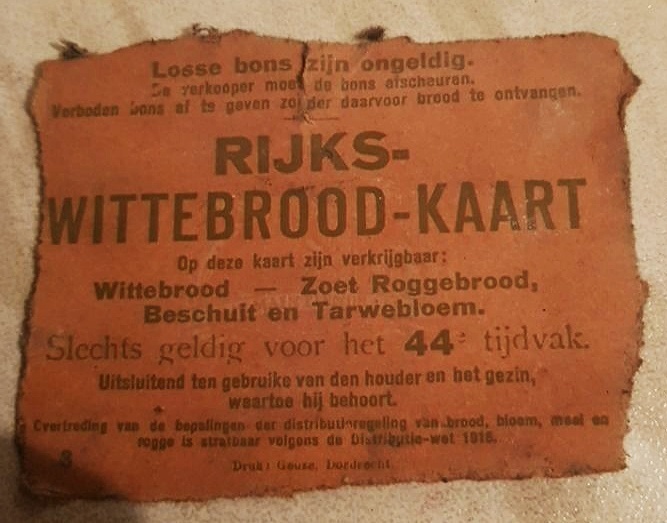 Losse bons zijn ongeldig.
De verkooper moet de bons afscheuren.
Verboden bons af te geven zonder daarvoor brood te ontvangen.
RIJKS-
WITTEBROOD-KAART
Op deze kaart zijn verkrijgbaar:
Wittebrood — Zoet Roggebrood,
Beschuit en Tarwebloem.
Slechts geldig voor het 44e tijdvak.
Uitsluitend ten gebruike van den houder en het gezin,
waartoe hij behoort.
Overtreding van de bepalingen der distributieregeling van brood, bloem, meel en
rogge is strafbaar volgens de Distributie-wet 1916.
3
Druk: Geuze, Dordrecht